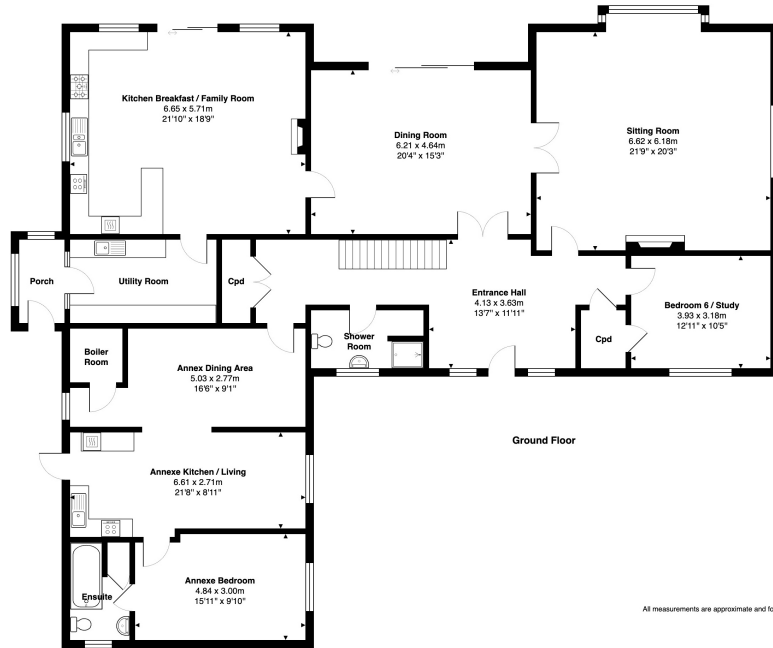 Kitchen Breakfast / Family Room
6.65 x 5.71m
21'10" x 18'9"
Dining Room
6.21 x 4.64m
20'4" x 15'3"
Sitting Room
6.62 x 6.18m
21'9" x 20'3"
Porch
Utility Room
Cpd
Entrance Hall
4.13 x 3.63m
13'7" x 11'11"
Bedroom 6 / Study
3.93 x 3.18m
12'11" x 10'5"
Cpd
Shower
Room
Boiler
Room
Annex Dining Area
5.03 x 2.77m
16'6" x 9'1"
Ground Floor
Annexe Kitchen / Living
6.61 x 2.71m
21'8" x 8'11"
Annexe Bedroom
4.84 x 3.00m
15'11" x 9'10"
Ensuite
All measurements are approximate and fo